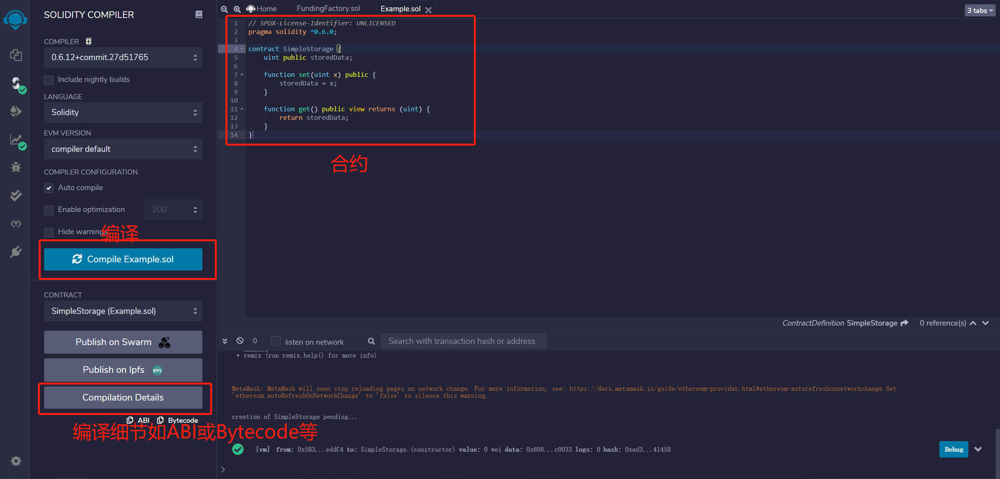 SOLIDITY COMPILER
COMPILER
0.6.12+commit.27d51765
Include nightly builds
LANGUAGE
Solidity
EVM VERSION
compiler default
COMPILER CONFIGURATION
Auto compile
Enable optimization
200
Hide warnings
编译
Compile Example.sol
CONTRACT
SimpleStorage (Example.sol)
Publish on Swarm
Publish on Ipfs
IPFS
Compilation Details
ABI
Bytecode
编译细节如ABI或Bytecode等
Home
FundingFactory.sol
Example.sol
3 tabs
1 // SPDX-License-Identifier: UNLICENSED
2 pragma solidity ^0.6.0;
3
4 contract SimpleStorage {
5 uint public storedData;
6
7 function set(uint x) public {
8 storedData = x;
9 }
10
11 function get() public view returns (uint) {
12 return storedData;
13 }
14 }
合约
ContractDefinition SimpleStorage
0 reference(s)
0
listen on network
Search with transaction hash or address
• remix (run remix.help() for more info)
MetaMask: MetaMask will soon stop reloading pages on network change. For more information, see: https://docs.metamask.io/guide/ethereum-provider.html#ethereum-autorefreshonnetworkchange Set
'ethereum.autoRefreshOnNetworkChange' to 'false' to silence this warning.
creation of SimpleStorage pending...
[vm] from: 0x5B3...eddC4 to: SimpleStorage.(constructor) value: 0 wei data: 0x608...c0033 logs: 0 hash: 0xad3...41458
Debug
>